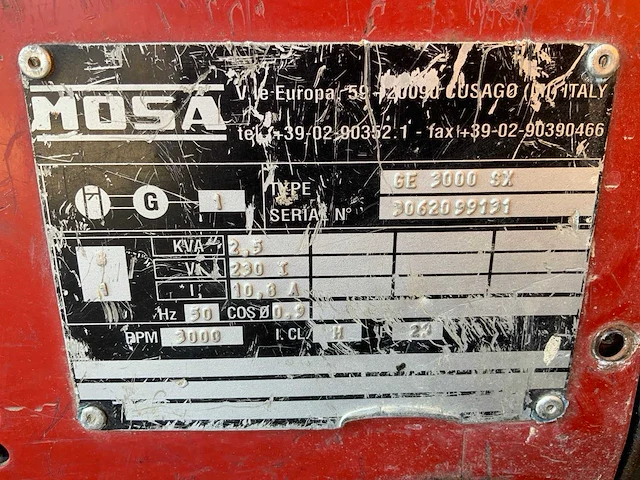 MOSA
V.le Europa, 59 - 20090 CUSAGO (MI) ITALY
tel. +39-02-90352.1 - fax +39-02-90390466
G 1
TYPE GE 3000 SX
SERIAL N° 3062099131
KVA 2,5
V 230 I
I 10,8 A
Hz 50 COSØ 0.9
RPM 3000 I.CL. H IP 23